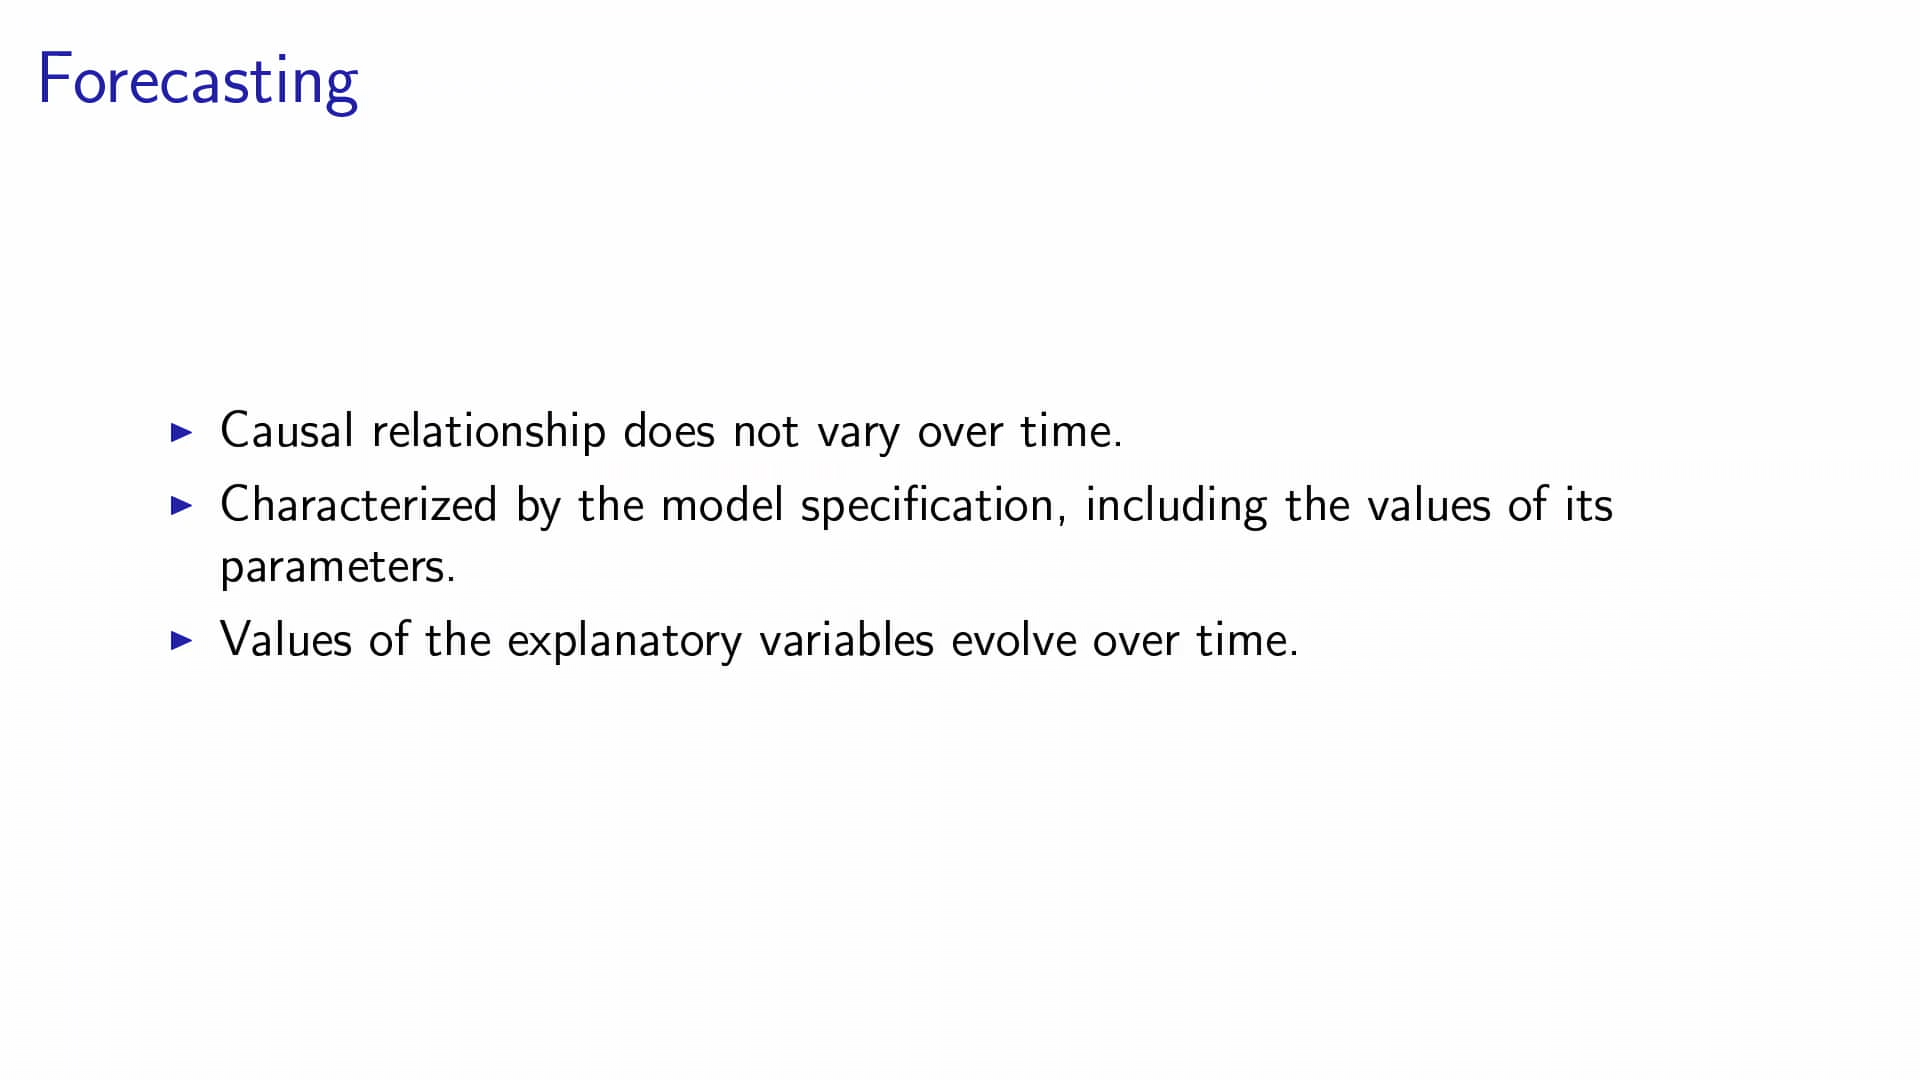 Forecasting
Causal relationship does not vary over time.
Characterized by the model specification, including the values of its
parameters.
Values of the explanatory variables evolve over time.